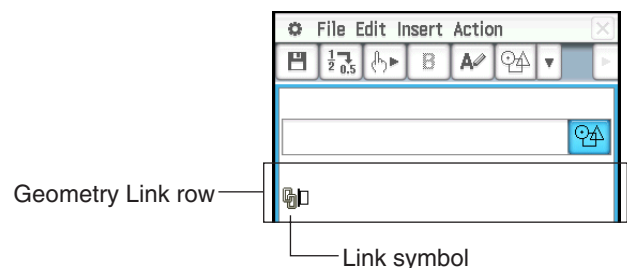 File Edit Insert Action
1/2 0.5 B A
Geometry Link row
Link symbol